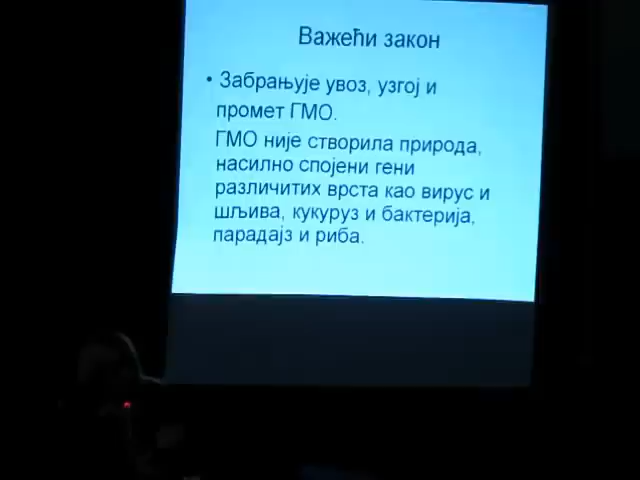 Важећи закон
• Забрањује увоз, узгој и
промет ГМО.
ГМО није створила природа,
насилно спојени гени
различитих врста као вирус и
шљива, кукуруз и бактерија,
парадајз и риба.